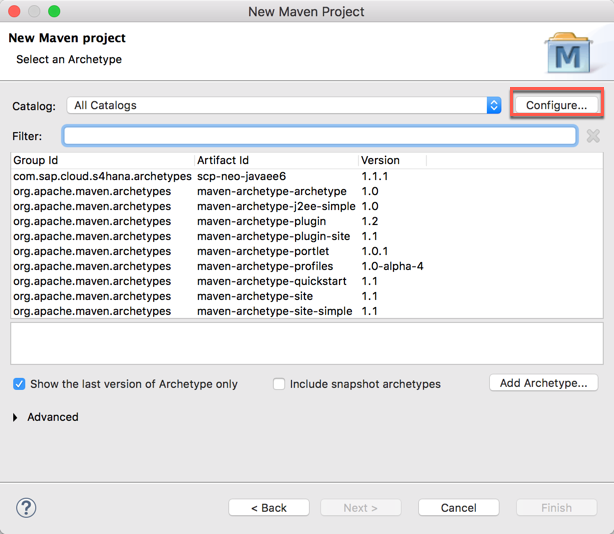 New Maven Project
New Maven project
Select an Archetype
M
Catalog: All Catalogs Configure...
Filter:
Group Id Artifact Id Version
com.sap.cloud.s4hana.archetypes scp-neo-javaee6 1.1.1
org.apache.maven.archetypes maven-archetype-archetype 1.0
org.apache.maven.archetypes maven-archetype-j2ee-simple 1.0
org.apache.maven.archetypes maven-archetype-plugin 1.2
org.apache.maven.archetypes maven-archetype-plugin-site 1.1
org.apache.maven.archetypes maven-archetype-portlet 1.0.1
org.apache.maven.archetypes maven-archetype-profiles 1.0-alpha-4
org.apache.maven.archetypes maven-archetype-quickstart 1.1
org.apache.maven.archetypes maven-archetype-site 1.1
org.apache.maven.archetypes maven-archetype-site-simple 1.1
Show the last version of Archetype only Include snapshot archetypes Add Archetype...
Advanced
? < Back Next > Cancel Finish